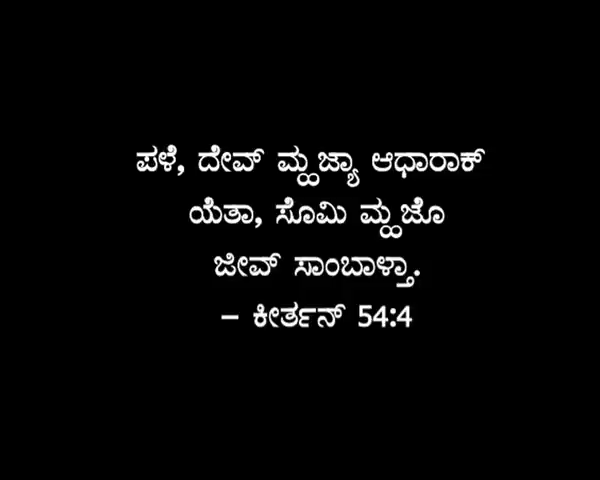 ಪಳೆ, ದೇವ್ ಮ್ಹಜ್ಯಾ ಆಧಾರಾಕ್
ಯೆತಾ, ಸೊಮಿ ಮ್ಹಜೊ
ಜೀವ್ ಸಾಂಬಾಳ್ತಾ.
– ಕೀರ್ತನ್ 54:4